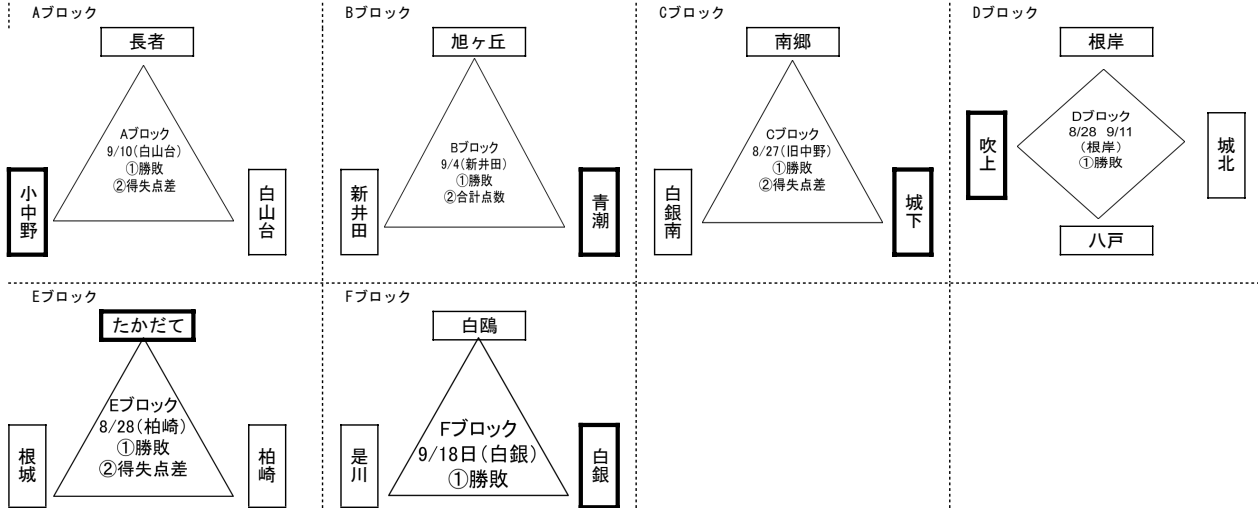 Aブロック
長者
Aブロック
9/10(白山台)
①勝敗
②得失点差
小中野
白山台
Bブロック
旭ヶ丘
Bブロック
9/4(新井田)
①勝敗
②合計点数
新井田
青潮
Cブロック
南郷
Cブロック
8/27(旧中野)
①勝敗
②得失点差
白銀南
城下
Dブロック
根岸
Dブロック
8/28 9/11
(根岸)
①勝敗
吹上
城北
八戸
Eブロック
たかだて
Eブロック
8/28(柏崎)
①勝敗
②得失点差
根城
柏崎
Fブロック
白鴎
Fブロック
9/18日(白銀)
①勝敗
是川
白銀